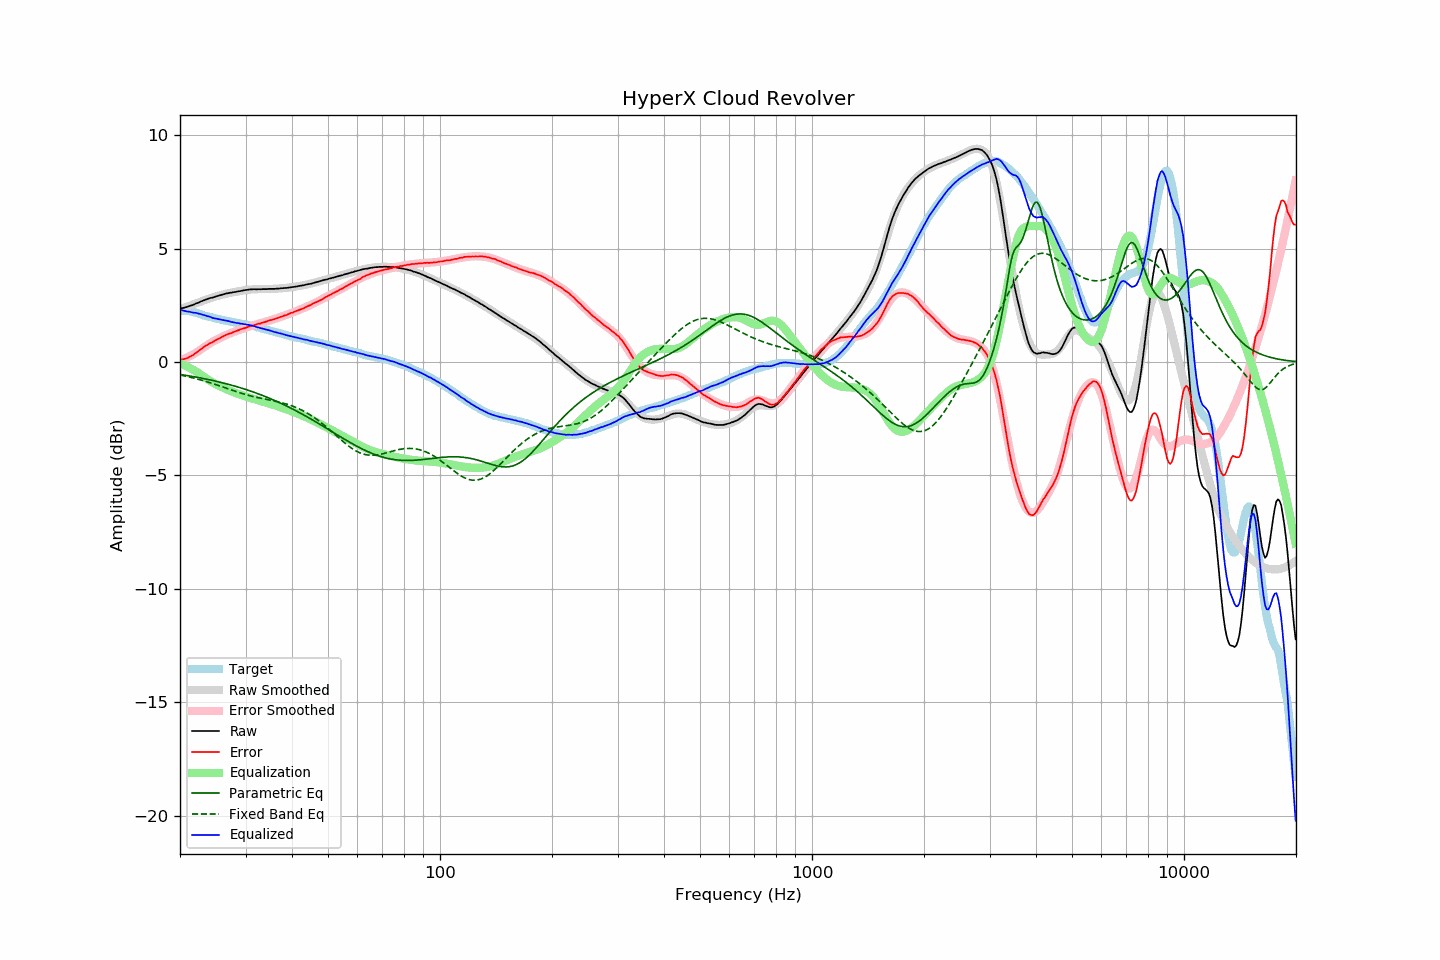 HyperX Cloud Revolver
10
5
0
−5
−10
−15
−20
Amplitude (dBr)
Target
Raw Smoothed
Error Smoothed
Raw
Error
Equalization
Parametric Eq
Fixed Band Eq
Equalized
100
1000
10000
Frequency (Hz)